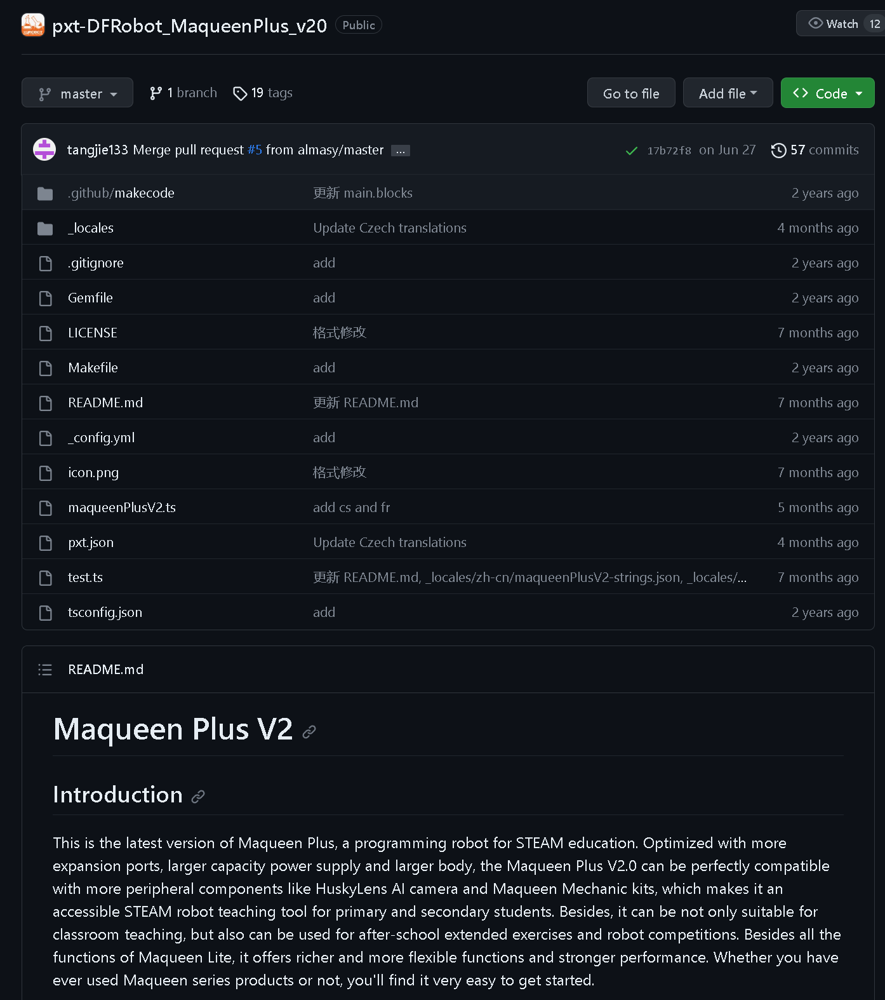 pxt-DFRobot_MaqueenPlus_v20 Public Watch 12
master 1 branch 19 tags Go to file Add file Code
tangjie133 Merge pull request #5 from almasy/master ... 17b72f8 on Jun 27 57 commits
.github/makecode 更新 main.blocks 2 years ago
_locales Update Czech translations 4 months ago
.gitignore add 2 years ago
Gemfile add 2 years ago
LICENSE 格式修改 7 months ago
Makefile add 2 years ago
README.md 更新 README.md 7 months ago
_config.yml add 2 years ago
icon.png 格式修改 7 months ago
maqueenPlusV2.ts add cs and fr 5 months ago
pxt.json Update Czech translations 4 months ago
test.ts 更新 README.md, _locales/zh-cn/maqueenPlusV2-strings.json, _locales/... 7 months ago
tsconfig.json add 2 years ago
README.md
Maqueen Plus V2
Introduction
This is the latest version of Maqueen Plus, a programming robot for STEAM education. Optimized with more
expansion ports, larger capacity power supply and larger body, the Maqueen Plus V2.0 can be perfectly compatible
with more peripheral components like HuskyLens AI camera and Maqueen Mechanic kits, which makes it an
accessible STEAM robot teaching tool for primary and secondary students. Besides, it can be not only suitable for
classroom teaching, but also can be used for after-school extended exercises and robot competitions. Besides all the
functions of Maqueen Lite, it offers richer and more flexible functions and stronger performance. Whether you have
ever used Maqueen series products or not, you'll find it very easy to get started.